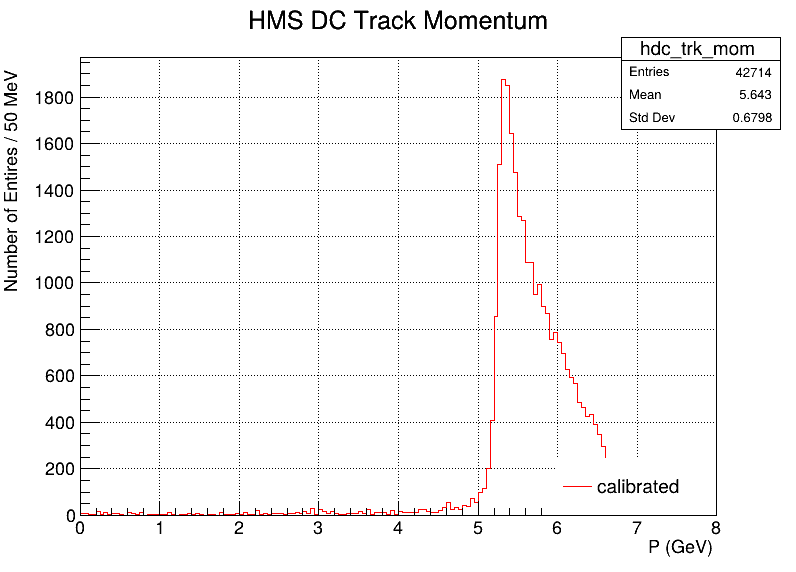 HMS DC Track Momentum
hdc_trk_mom
Entries 42714
Mean 5.643
Std Dev 0.6798
Number of Entires / 50 MeV
1800
1600
1400
1200
1000
800
600
400
200
0
calibrated
0 1 2 3 4 5 6 7 8
P (GeV)